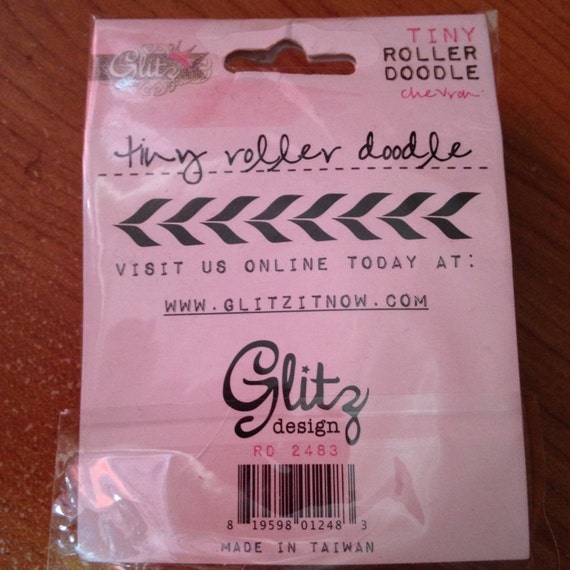 Glitz
TINY
ROLLER
DOODLE
chevron
tiny roller doodle
VISIT US ONLINE TODAY AT:
WWW.GLITZITNOW.COM
Glitz
design
RD 2483
8 19598 01248 3
MADE IN TAIWAN